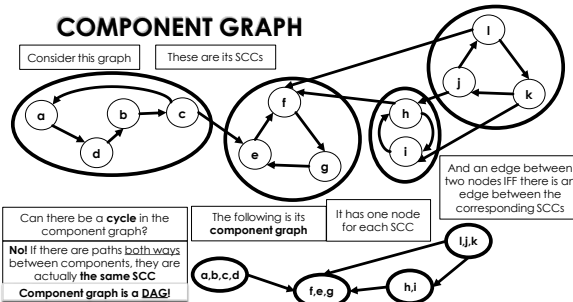 COMPONENT GRAPH
Consider this graph
These are its SCCs
l
j
k
a
b
c
d
f
e
g
h
i
And an edge between
two nodes IFF there is an
edge between the
corresponding SCCs
Can there be a cycle in the
component graph?
No! If there are paths both ways
between components, they are
actually the same SCC
Component graph is a DAG!
The following is its
component graph
It has one node
for each SCC
l,j,k
a,b,c,d
f,e,g
h,i